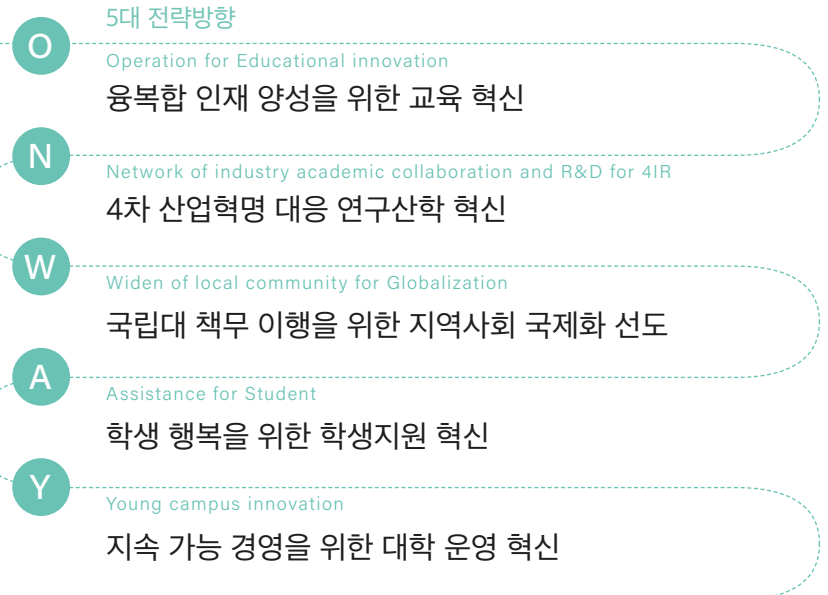 5대 전략방향
O
Operation for Educational innovation
융복합 인재 양성을 위한 교육 혁신
N
Network of industry academic collaboration and R&D for 4IR
4차 산업혁명 대응 연구산학 혁신
W
Widen of local community for Globalization
국립대 책무 이행을 위한 지역사회 국제화 선도
A
Assistance for Student
학생 행복을 위한 학생지원 혁신
Y
Young campus innovation
지속 가능 경영을 위한 대학 운영 혁신